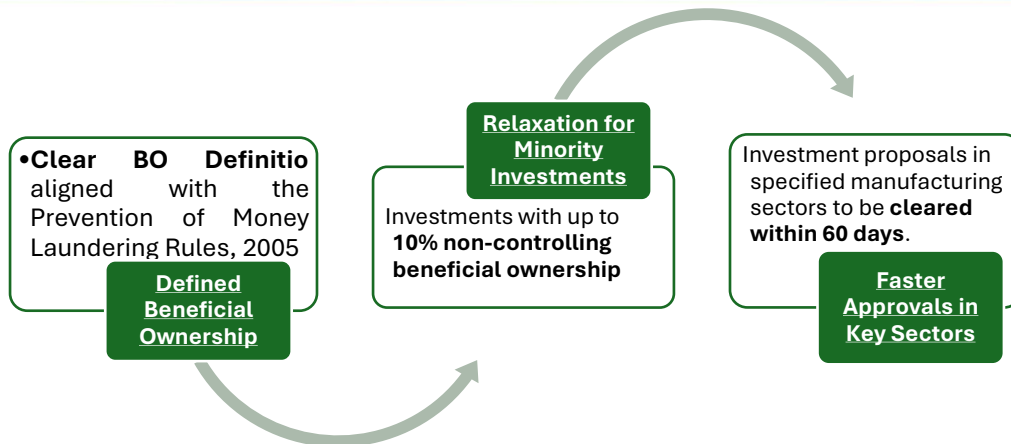 •Clear BO Definitio
aligned with the
Prevention of Money
Laundering Rules, 2005
Defined
Beneficial
Ownership
Relaxation for
Minority
Investments
Investments with up to
10% non-controlling
beneficial ownership
Investment proposals in
specified manufacturing
sectors to be cleared
within 60 days.
Faster
Approvals in
Key Sectors